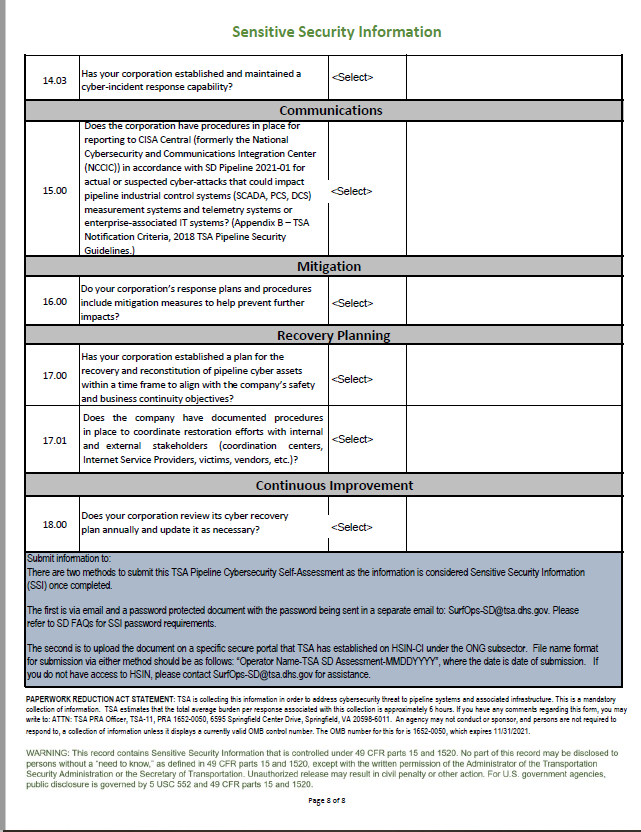 Sensitive Security Information
14.03
Has your corporation established and maintained a
cyber-incident response capability?
<Select>
Communications
15.00
Does the corporation have procedures in place for
reporting to CISA Central (formerly the National
Cybersecurity and Communications Integration Center
(NCCIC)) in accordance with SD Pipeline 2021-01 for
actual or suspected cyber-attacks that could impact
pipeline industrial control systems (SCADA, PCS, DCS)
measurement systems and telemetry systems or
enterprise-associated IT systems? (Appendix B – TSA
Notification Criteria, 2018 TSA Pipeline Security
Guidelines.)
<Select>
Mitigation
16.00
Do your corporation's response plans and procedures
include mitigation measures to help prevent further
impacts?
<Select>
Recovery Planning
17.00
Has your corporation established a plan for the
recovery and reconstitution of pipeline cyber assets
within a time frame to align with the company's safety
and business continuity objectives?
<Select>
17.01
Does the company have documented procedures
in place to coordinate restoration efforts with internal
and external stakeholders (coordination centers,
Internet Service Providers, victims, vendors, etc.)?
<Select>
Continuous Improvement
18.00
Does your corporation review its cyber recovery
plan annually and update it as necessary?
<Select>
Submit information to:
There are two methods to submit this TSA Pipeline Cybersecurity Self-Assessment as the information is considered Sensitive Security Information
(SSI) once completed.
The first is via email and a password protected document with the password being sent in a separate email to: SurfOps-SD@tsa.dhs.gov. Please
refer to SD FAQs for SSI password requirements.
The second is to upload the document on a specific secure portal that TSA has established on HSIN-CI under the ONG subsector. File name format
for submission via either method should be as follows: "Operator Name-TSA SD Assessment-MMDDYYYY", where the date is date of submission. If
you do not have access to HSIN, please contact SurfOps-SD@tsa.dhs.gov for assistance.
PAPERWORK REDUCTION ACT STATEMENT: TSA is collecting this information in order to address cybersecurity threat to pipeline systems and associated infrastructure. This is a mandatory
collection of information. TSA estimates that the total average burden per response associated with this collection is approximately 6 hours. If you have any comments regarding this form, you may
write to: ATTN: TSA PRA Officer, TSA-11, PRA 1652-0050, 6595 Springfield Center Drive, Springfield, VA 20598-6011. An agency may not conduct or sponsor, and persons are not required to
respond to, a collection of information unless it displays a currently valid OMB control number. The OMB number for this for is 1652-0050, which expires 11/31/2021.
WARNING: This record contains Sensitive Security Information that is controlled under 49 CFR parts 15 and 1520. No part of this record may be disclosed to
persons without a "need to know," as defined in 49 CFR parts 15 and 1520, except with the written permission of the Administrator of the Transportation
Security Administration or the Secretary of Transportation. Unauthorized release may result in civil penalty or other action. For U.S. government agencies,
public disclosure is governed by 5 USC 552 and 49 CFR parts 15 and 1520.
Page 8 of 8